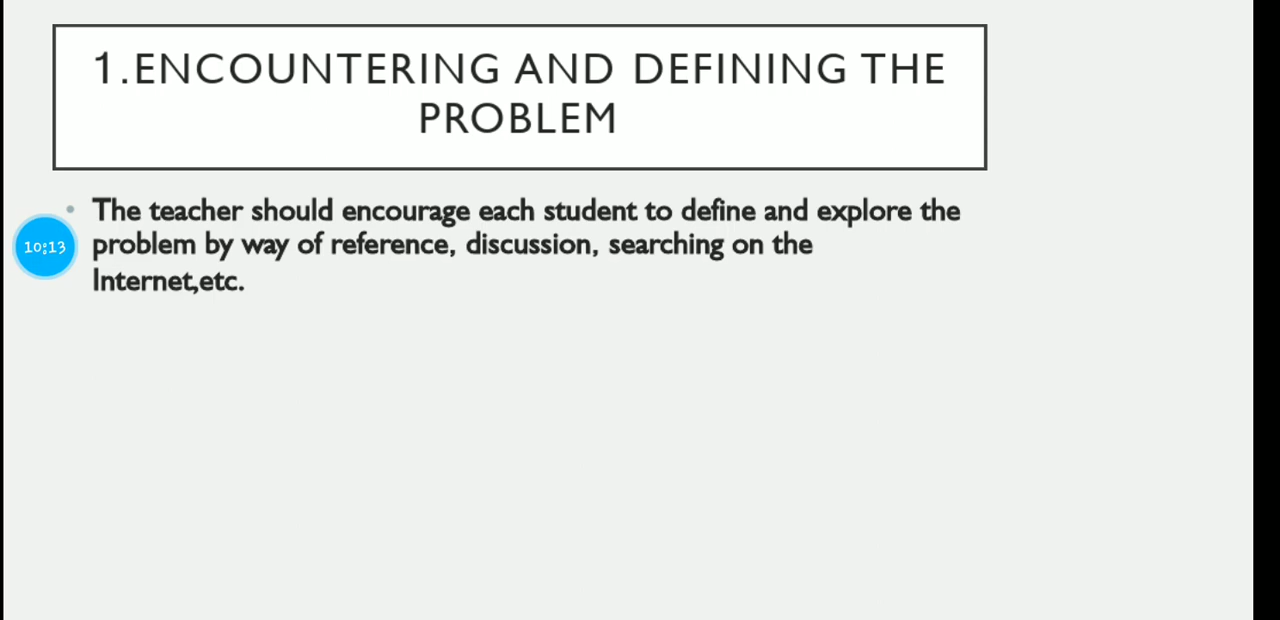 1.ENCOUNTERING AND DEFINING THE
PROBLEM
• The teacher should encourage each student to define and explore the
problem by way of reference, discussion, searching on the
Internet,etc.
10:13